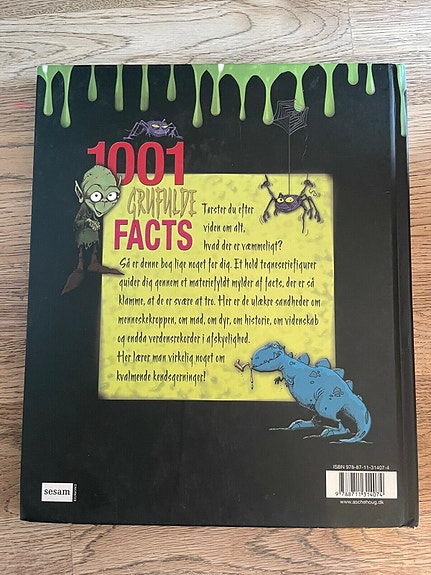 1001
GRUFULDE
FACTS
Tørster du efter
viden om alt,
hvad der er væmmeligt?
Så er denne bog lige noget for dig. Et hold tegneseriefigurer
guider dig gennem et materiefyldt mylder af facts, der er så
klamme, at de er svære at tro. Her er de ulækre sandheder om
menneskekroppen, om mad, om dyr, om historie, om videnskab
og endda verdensrekorder i afskyelighed.
Her lærer man virkelig noget om
kvalmende kendsgerninger!
ISBN 978-87-11-31407-4
9 788711 314074
www.aschehoug.dk
sesam